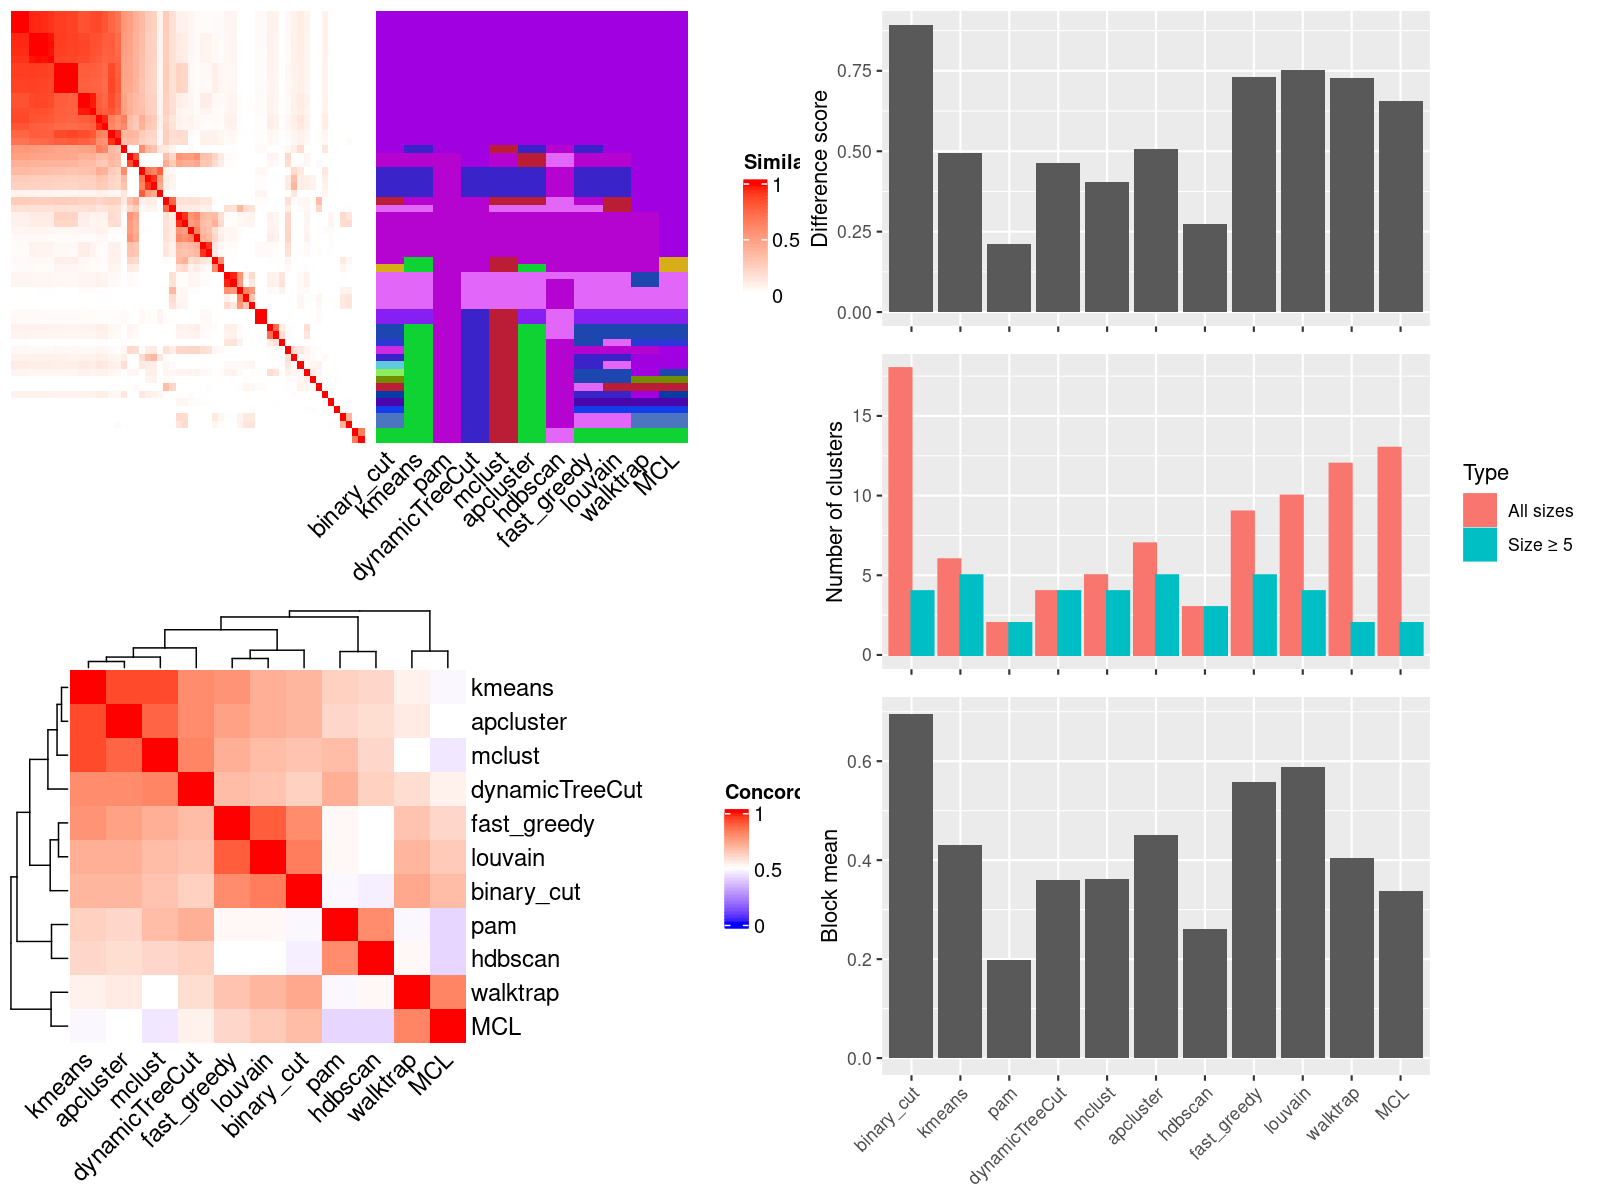 Simila
1
0.5
0
binary_cut
kmeans
pam
dynamicTreeCut
mclust
apcluster
hdbscan
fast_greedy
louvain
walktrap
MCL
kmeans
apcluster
mclust
dynamicTreeCut
fast_greedy
louvain
binary_cut
pam
hdbscan
walktrap
MCL
Concord
1
0.5
0
kmeans
apcluster
mclust
dynamicTreeCut
fast_greedy
louvain
binary_cut
pam
hdbscan
walktrap
MCL
Difference score
0.75
0.50
0.25
0.00
Number of clusters
15
10
5
0
Type
All sizes
Size ≥ 5
Block mean
0.6
0.4
0.2
0.0
binary_cut
kmeans
pam
dynamicTreeCut
mclust
apcluster
hdbscan
fast_greedy
louvain
walktrap
MCL